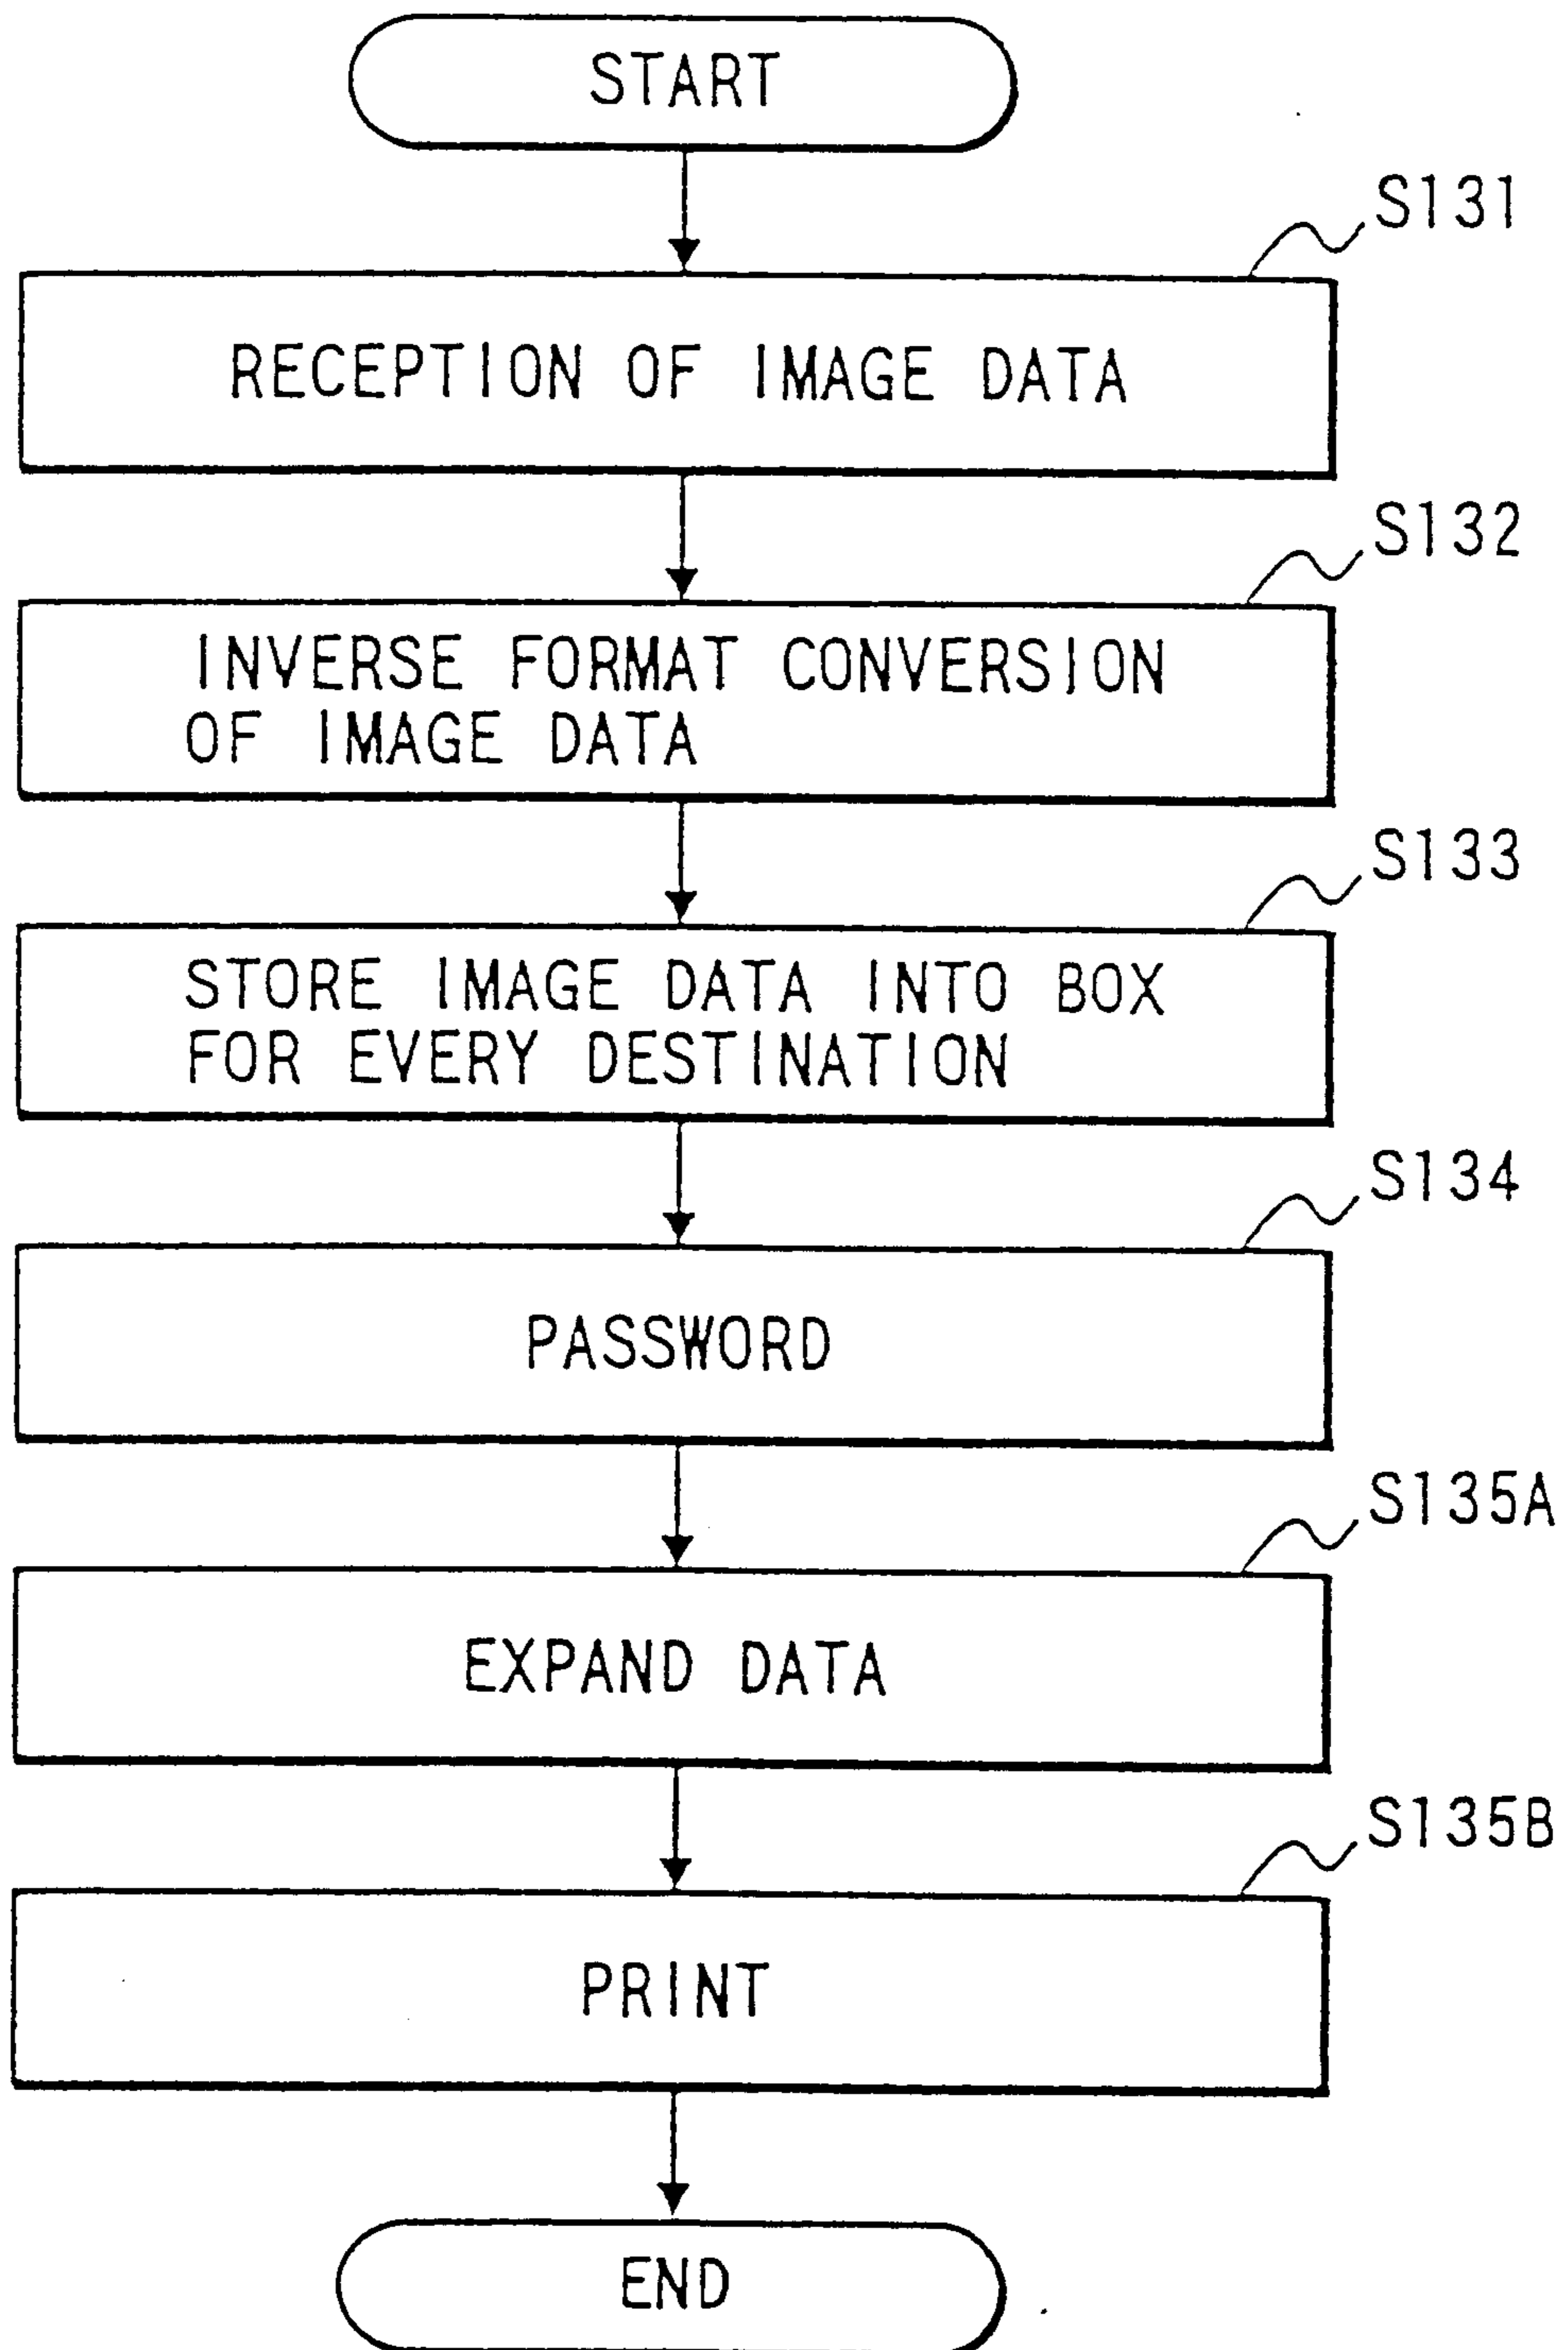 START
S131
RECEPTION OF IMAGE DATA
S132
INVERSE FORMAT CONVERSION
OF IMAGE DATA
S133
STORE IMAGE DATA INTO BOX
FOR EVERY DESTINATION
S134
PASSWORD
S135A
EXPAND DATA
S135B
PRINT
END